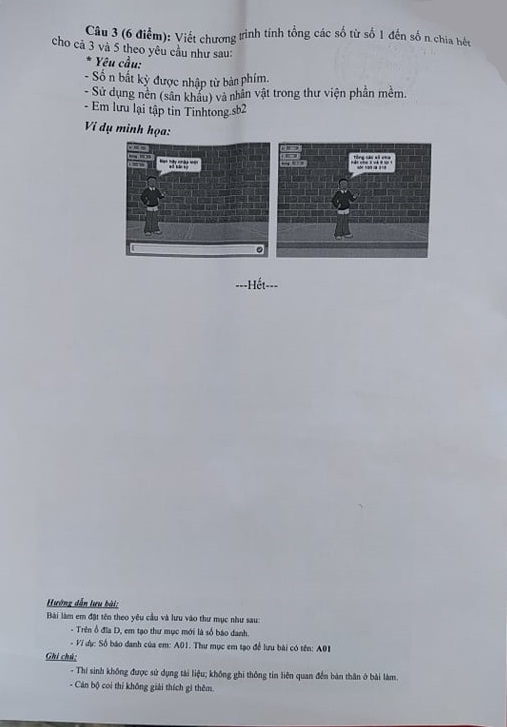 Câu 3 (6 điểm): Viết chương trình tính tổng các số từ số 1 đến số n chia hết
cho cả 3 và 5 theo yêu cầu như sau:
* Yêu cầu:
- Số n bất kỳ được nhập từ bàn phím.
- Sử dụng nền (sân khấu) và nhân vật trong thư viện phần mềm.
- Em lưu lại tập tin Tinhtong.sb2
Ví dụ minh họa:
Bạn hãy nhập một
số bất kỳ
Tổng các số chia
hết cho 3 và 5 từ 1
---Hết---
Hướng dẫn lưu bài:
Bài làm em đặt tên theo yêu cầu và lưu vào thư mục như sau:
- Trên ổ đĩa D, em tạo thư mục mới là số báo danh.
- Ví dụ: Số báo danh của em: A01. Thư mục em tạo để lưu bài có tên: A01
Ghi chú:
- Thí sinh không được sử dụng tài liệu; không ghi thông tin liên quan đến bản thân ở bài làm.
- Cán bộ coi thi không giải thích gì thêm.